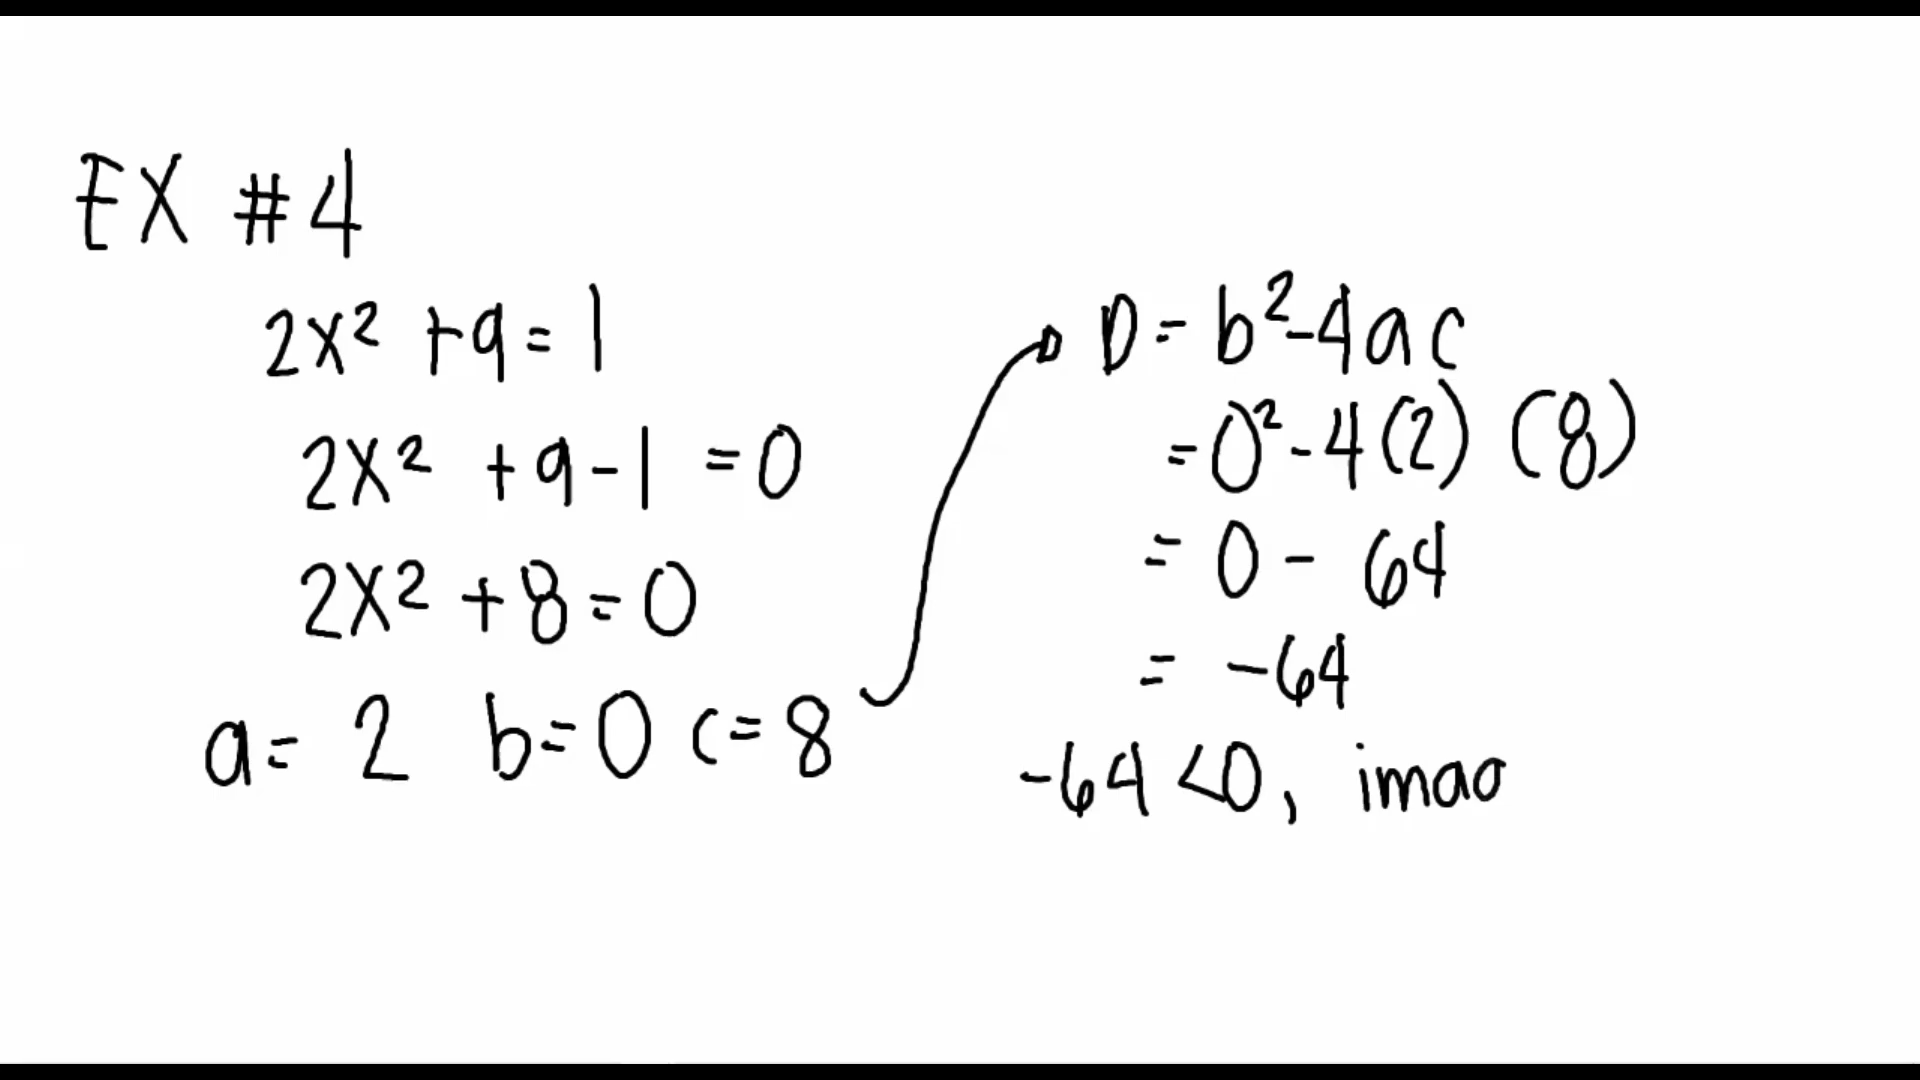 EX #4
2x² +9=1
2x² +9-1 =0
2x² +8=0
a= 2 b=0 c=8
D= b²-4ac
=0²-4(2) (8)
= 0- 64
= -64
-64 <0, imao